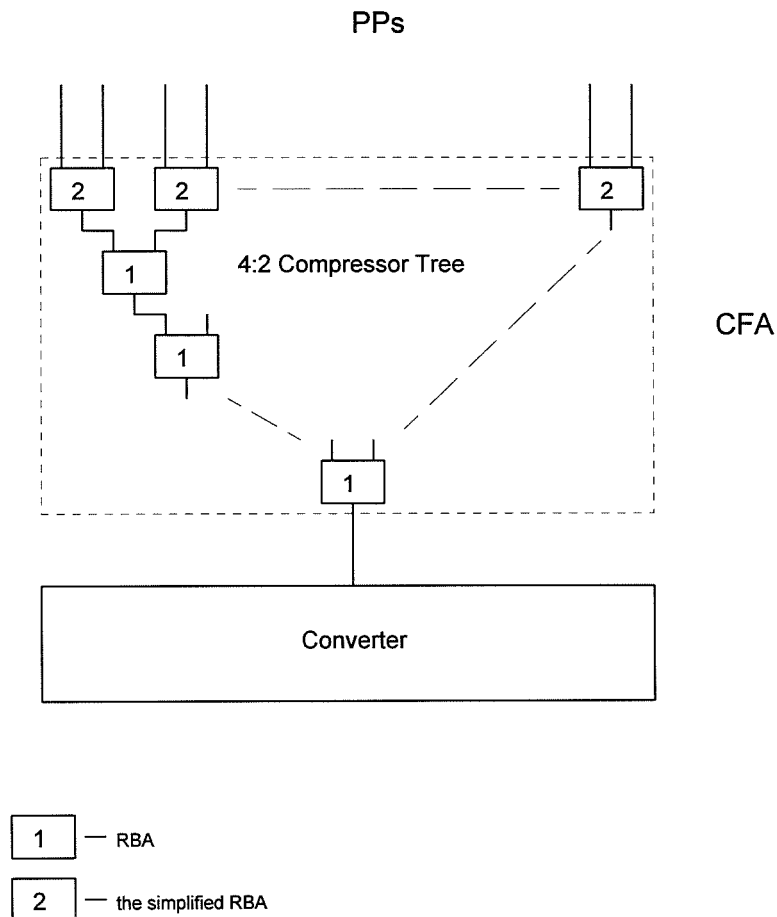 PPs
2 2 2
1 4:2 Compressor Tree
CFA
1
1
Converter
1 — RBA
2 — the simplified RBA